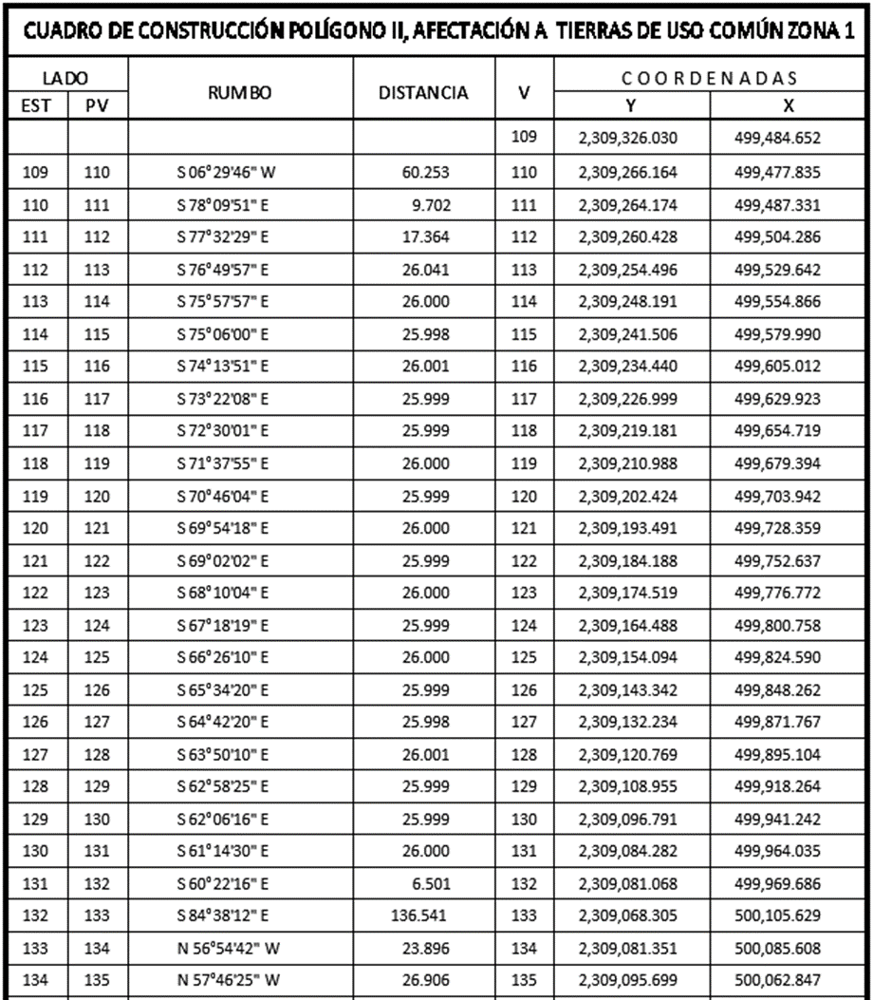 CUADRO DE CONSTRUCCIÓN POLÍGONO II, AFECTACIÓN A TIERRAS DE USO COMÚN ZONA 1
LADO RUMBO DISTANCIA V COORDENADAS
EST PV Y X
109 2,309,326.030 499,484.652
109 110 S 06°29'46" W 60.253 110 2,309,266.164 499,477.835
110 111 S 78°09'51" E 9.702 111 2,309,264.174 499,487.331
111 112 S 77°32'29" E 17.364 112 2,309,260.428 499,504.286
112 113 S 76°49'57" E 26.041 113 2,309,254.496 499,529.642
113 114 S 75°57'57" E 26.000 114 2,309,248.191 499,554.866
114 115 S 75°06'00" E 25.998 115 2,309,241.506 499,579.990
115 116 S 74°13'51" E 26.001 116 2,309,234.440 499,605.012
116 117 S 73°22'08" E 25.999 117 2,309,226.999 499,629.923
117 118 S 72°30'01" E 25.999 118 2,309,219.181 499,654.719
118 119 S 71°37'55" E 26.000 119 2,309,210.988 499,679.394
119 120 S 70°46'04" E 25.999 120 2,309,202.424 499,703.942
120 121 S 69°54'18" E 26.000 121 2,309,193.491 499,728.359
121 122 S 69°02'02" E 25.999 122 2,309,184.188 499,752.637
122 123 S 68°10'04" E 26.000 123 2,309,174.519 499,776.772
123 124 S 67°18'19" E 25.999 124 2,309,164.488 499,800.758
124 125 S 66°26'10" E 26.000 125 2,309,154.094 499,824.590
125 126 S 65°34'20" E 25.999 126 2,309,143.342 499,848.262
126 127 S 64°42'20" E 25.998 127 2,309,132.234 499,871.767
127 128 S 63°50'10" E 26.001 128 2,309,120.769 499,895.104
128 129 S 62°58'25" E 25.999 129 2,309,108.955 499,918.264
129 130 S 62°06'16" E 25.999 130 2,309,096.791 499,941.242
130 131 S 61°14'30" E 26.000 131 2,309,084.282 499,964.035
131 132 S 60°22'16" E 6.501 132 2,309,081.068 499,969.686
132 133 S 84°38'12" E 136.541 133 2,309,068.305 500,105.629
133 134 N 56°54'42" W 23.896 134 2,309,081.351 500,085.608
134 135 N 57°46'25" W 26.906 135 2,309,095.699 500,062.847